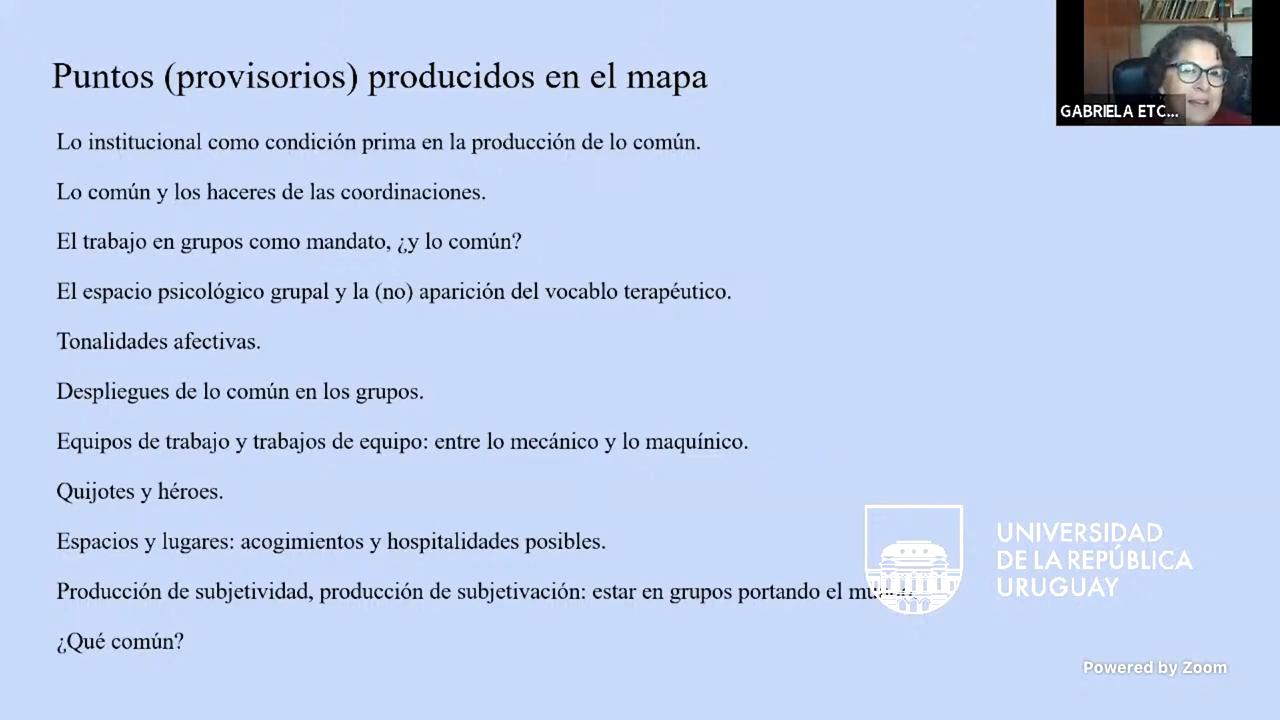 Puntos (provisorios) producidos en el mapa
GABRIELA ETC...
Lo institucional como condición prima en la producción de lo común.
Lo común y los haceres de las coordinaciones.
El trabajo en grupos como mandato, ¿y lo común?
El espacio psicológico grupal y la (no) aparición del vocablo terapéutico.
Tonalidades afectivas.
Despliegues de lo común en los grupos.
Equipos de trabajo y trabajos de equipo: entre lo mecánico y lo maquínico.
Quijotes y héroes.
Espacios y lugares: acogimientos y hospitalidades posibles.
Producción de subjetividad, producción de subjetivación: estar en grupos portando el
¿Qué común?
UNIVERSIDAD
DE LA REPÚBLICA
URUGUAY
Powered by Zoom